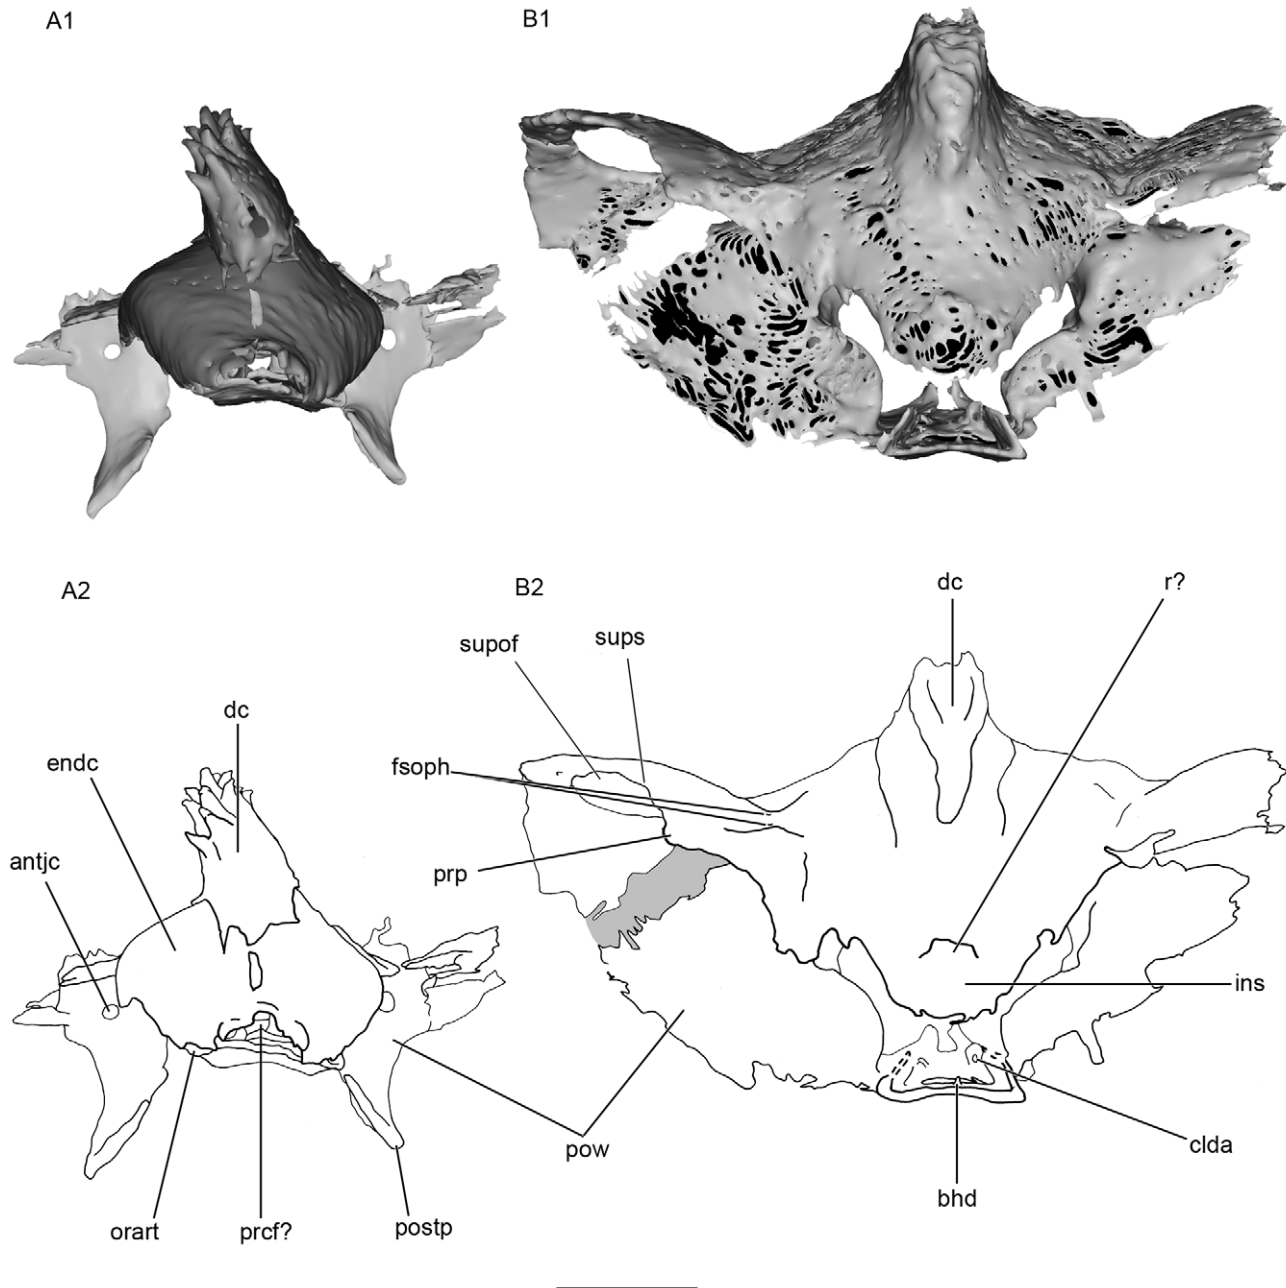 A1
B1
A2
B2
dc
r?
supof
sups
dc
endc
fsoph
antjc
prp
ins
pow
clda
bhd
orart
prcf?
postp